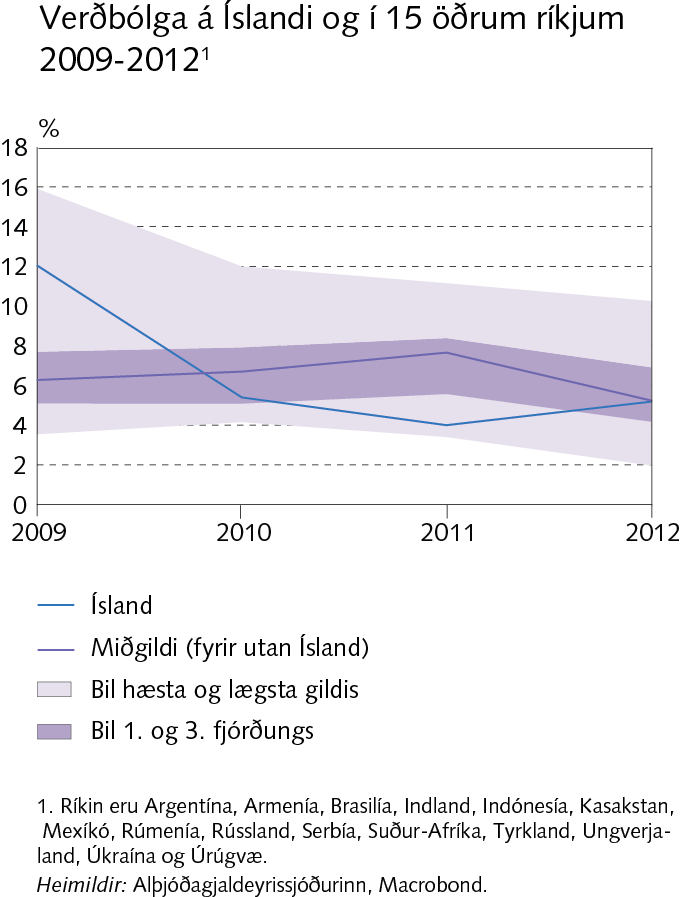 Verðbólga á Íslandi og í 15 öðrum ríkjum
2009-2012¹
%
18
16
14
12
10
8
6
4
2
0
2009 2010 2011 2012
Ísland
Miðgildi (fyrir utan Ísland)
Bil hæsta og lægsta gildis
Bil 1. og 3. fjórðungs
1. Ríkin eru Argentína, Armenía, Brasilía, Indland, Indónesía, Kasakstan,
Mexíkó, Rúmenía, Rússland, Serbía, Suður-Afríka, Tyrkland, Ungverja-
land, Úkraína og Úrúgvæ.
Heimildir: Alþjóðagjaldeyrissjóðurinn, Macrobond.